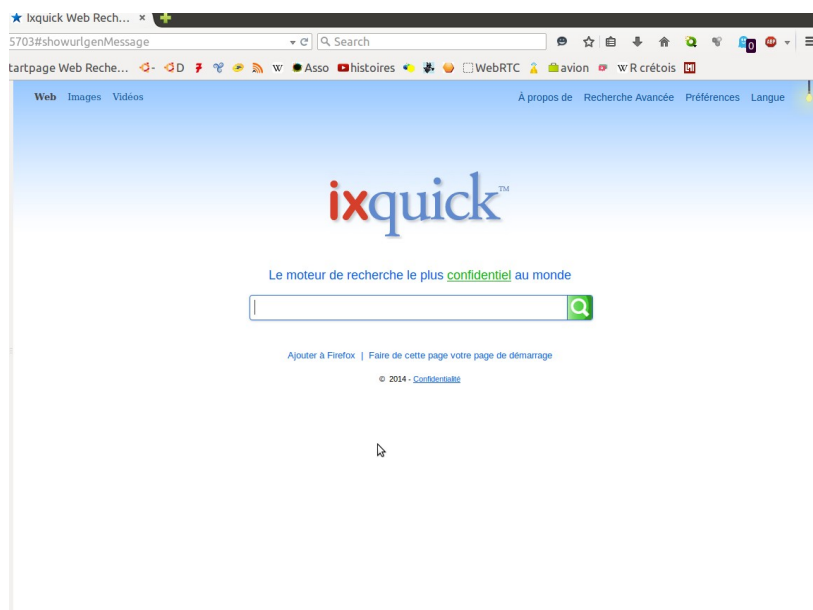 Ixquick Web Rech... ×
5703#showurlgenMessage
Search
0
tartpage Web Reche...
-
D
W
Asso
histoires
WebRTC
avion
W R crétois
Web Images Vidéos
À propos de Recherche Avancée Préférences Langue
ixquick™
Le moteur de recherche le plus confidentiel au monde
Ajouter à Firefox | Faire de cette page votre page de démarrage
© 2014 - Confidentialité